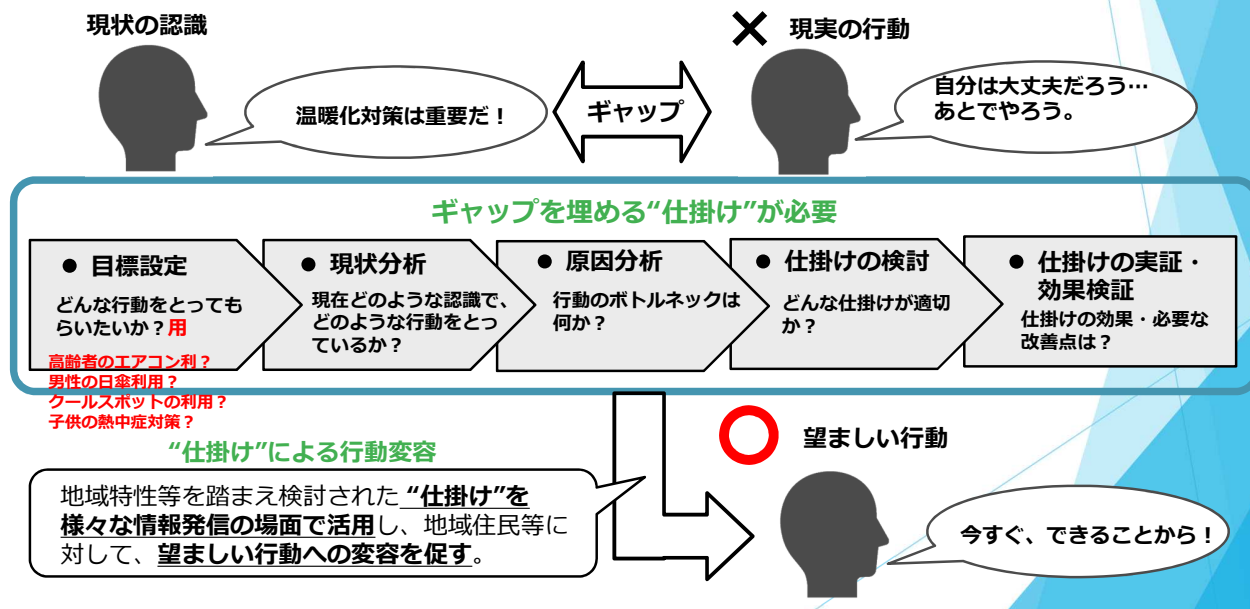 現状の認識
温暖化対策は重要だ！
ギャップ
現実の行動
自分は大丈夫だろう…
あとでやろう。
ギャップを埋める“仕掛け”が必要
● 目標設定
どんな行動をとっても
らいたいか？用
高齢者のエアコン利？
男性の日傘利用？
クールスポットの利用？
子供の熱中症対策？
● 現状分析
現在どのような認識で、
どのような行動をとっ
ているか？
● 原因分析
行動のボトルネックは
何か？
● 仕掛けの検討
どんな仕掛けが適切
か？
● 仕掛けの実証・
効果検証
仕掛けの効果・必要な
改善点は？
“仕掛け”による行動変容
地域特性等を踏まえ検討された “仕掛け”を
様々な情報発信の場面で活用し、地域住民等に
対して、望ましい行動への変容を促す。
望ましい行動
今すぐ、できることから！